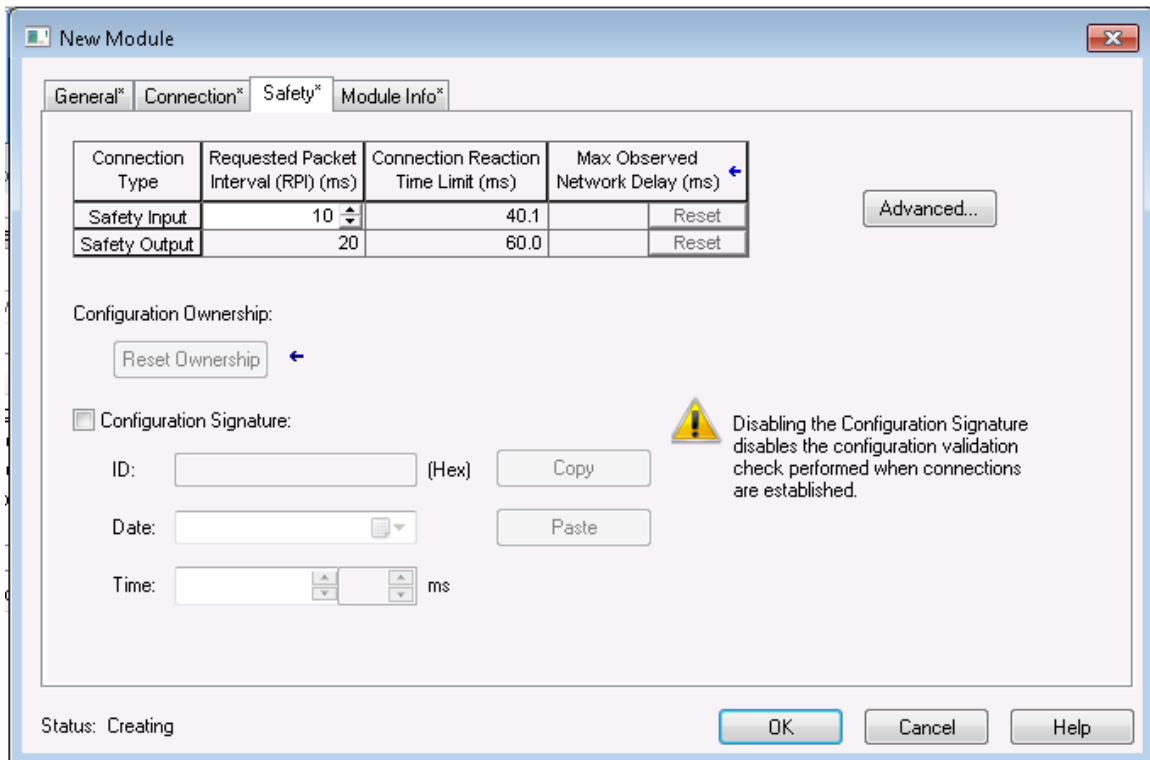 New Module
General* Connection* Safety* Module Info*
Connection Type Requested Packet Interval (RPI) (ms) Connection Reaction Time Limit (ms) Max Observed Network Delay (ms)
Safety Input 10 40.1 Reset
Safety Output 20 60.0 Reset
Advanced...
Configuration Ownership:
Reset Ownership
Configuration Signature:
ID: (Hex) Copy
Date: Paste
Time: ms
Disabling the Configuration Signature
disables the configuration validation
check performed when connections
are established.
Status: Creating
OK Cancel Help